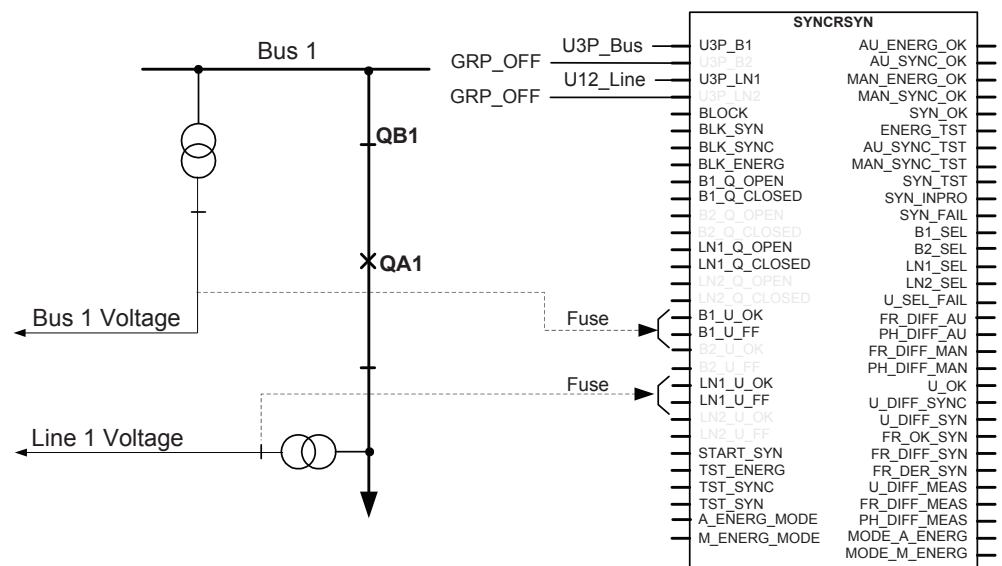 SYNCRSYN
Bus 1
U3P_Bus
GRP_OFF
U12_Line
GRP_OFF
QB1
QA1
Bus 1 Voltage
Fuse
Fuse
Line 1 Voltage
U3P_B1
U3P_B2
U3P_LN1
U3P_LN2
BLOCK
BLK_SYN
BLK_SYNC
BLK_ENERG
B1_Q_OPEN
B1_Q_CLOSED
B2_Q_OPEN
B2_Q_CLOSED
LN1_Q_OPEN
LN1_Q_CLOSED
LN2_Q_OPEN
LN2_Q_CLOSED
B1_U_OK
B1_U_FF
B2_U_OK
B2_U_FF
LN1_U_OK
LN1_U_FF
LN2_U_OK
LN2_U_FF
START_SYN
TST_ENERG
TST_SYNC
TST_SYN
A_ENERG_MODE
M_ENERG_MODE
AU_ENERG_OK
AU_SYNC_OK
MAN_ENERG_OK
MAN_SYNC_OK
SYN_OK
ENERG_TST
AU_SYNC_TST
MAN_SYNC_TST
SYN_TST
SYN_INPRO
SYN_FAIL
B1_SEL
B2_SEL
LN1_SEL
LN2_SEL
U_SEL_FAIL
FR_DIFF_AU
PH_DIFF_AU
FR_DIFF_MAN
PH_DIFF_MAN
U_OK
U_DIFF_SYNC
U_DIFF_SYN
FR_OK_SYN
FR_DIFF_SYN
FR_DER_SYN
U_DIFF_MEAS
FR_DIFF_MEAS
PH_DIFF_MEAS
MODE_A_ENERG
MODE_M_ENERG